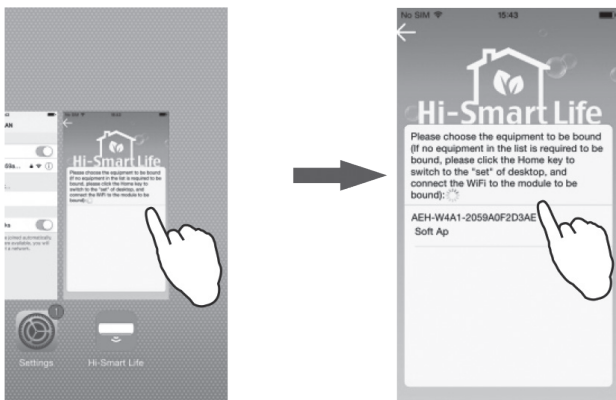 AN
Hi-Smart Life
Please choose the equipment to be bound
(If no equipment in the list is required to be
bound, please click the Home key to
switch to the "set" of desktop, and
connect the WiFi to the module to be
bound):
1
Settings
Hi-Smart Life
No SIM
15:43
Hi-Smart Life
Please choose the equipment to be bound
(If no equipment in the list is required to be
bound, please click the Home key to
switch to the "set" of desktop, and
connect the WiFi to the module to be
bound):
AEH-W4A1-2059A0F2D3AE
Soft Ap